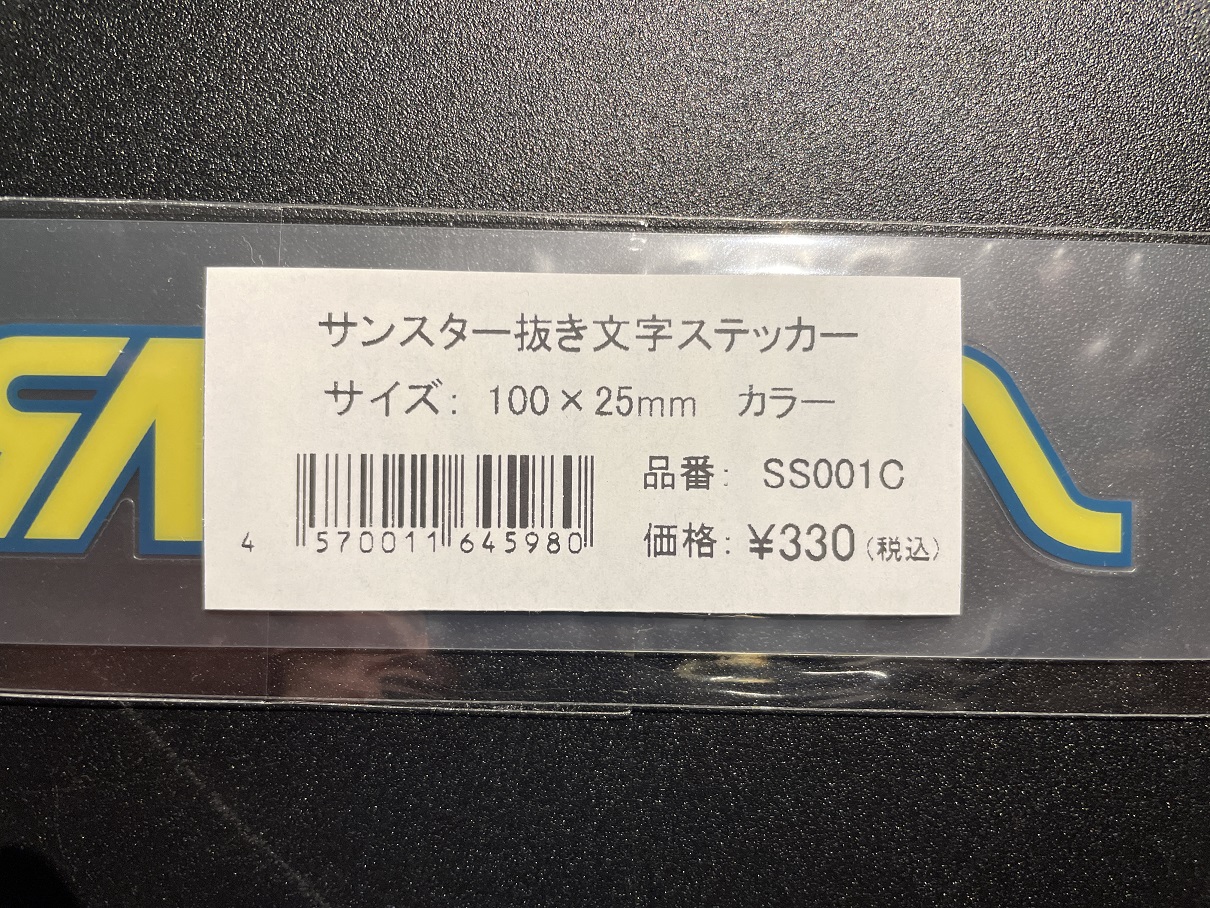 サンスター抜き文字ステッカー
サイズ: 100×25mm カラー
品番: SS001C
価格: ¥330(税込)
4 570011 645980